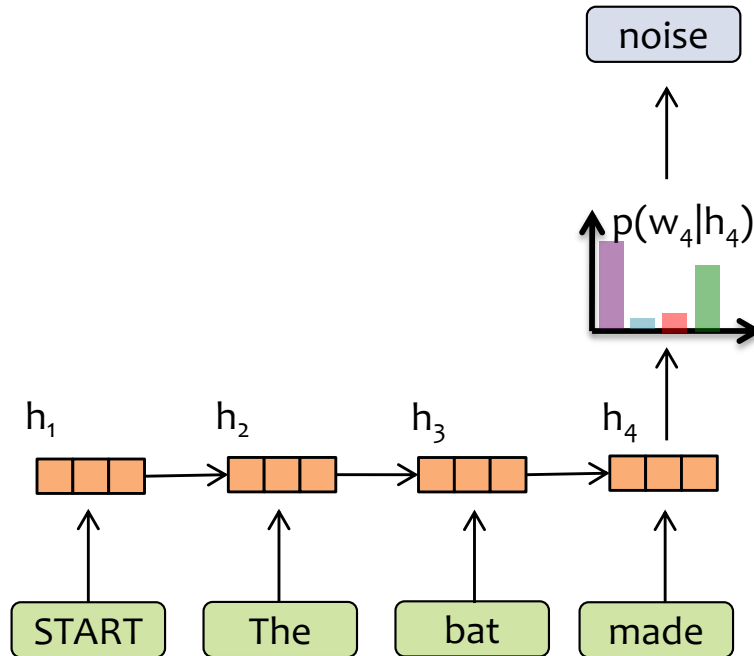 noise
p(w₄|h₄)
h₁ h₂ h₃ h₄
START The bat made